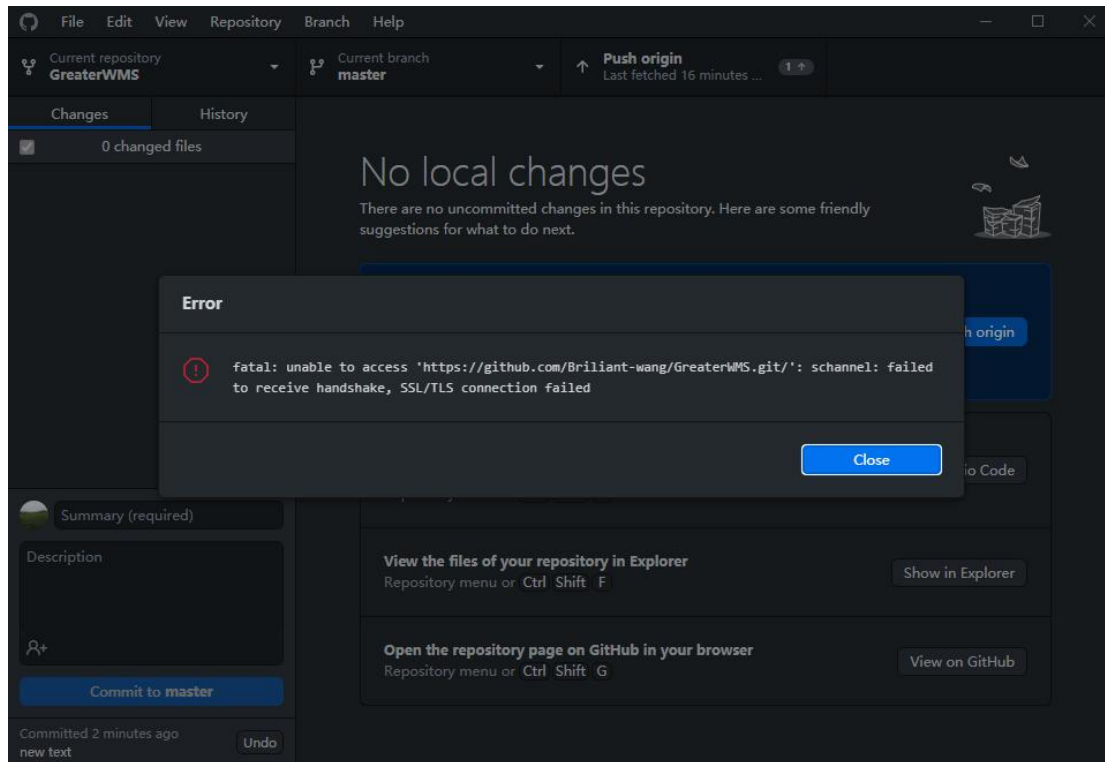 File Edit View Repository Branch Help
Current repository
GreaterWMS
Current branch
master
Push origin
Last fetched 16 minutes ...
1
Changes History
0 changed files
No local changes
There are no uncommitted changes in this repository. Here are some friendly
suggestions for what to do next.
Error
h origin
fatal: unable to access 'https://github.com/Briliant-wang/GreaterWMS.git/': schannel: failed
to receive handshake, SSL/TLS connection failed
Close
io Code
Summary (required)
Description
View the files of your repository in Explorer
Repository menu or Ctrl Shift F
Show in Explorer
Open the repository page on GitHub in your browser
Repository menu or Ctrl Shift G
View on GitHub
Commit to master
Committed 2 minutes ago
new text
Undo